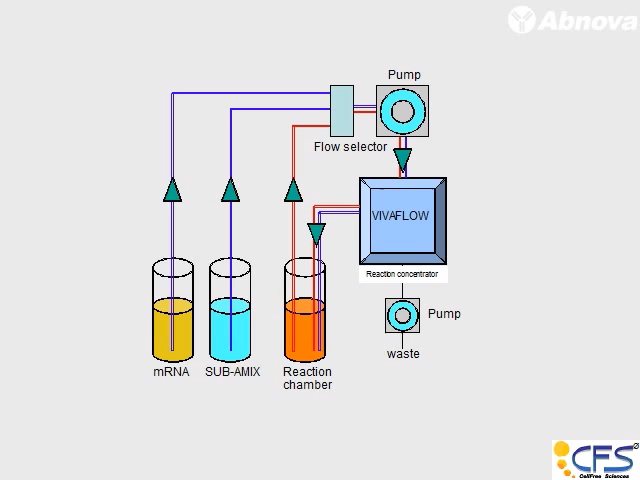 Abnova
Pump
Flow selector
VIVAFLOW
Reaction concentrator
Pump
waste
mRNA
SUB-AMIX
Reaction
chamber
CFS
CellFree Sciences